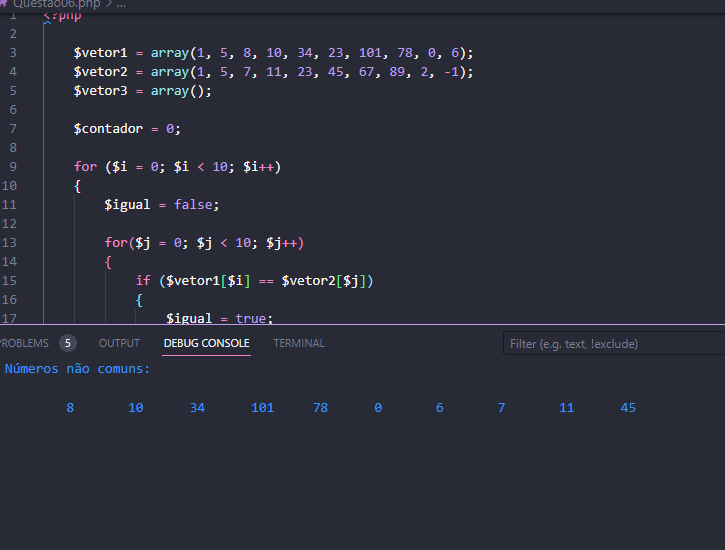 Questao06.php > ...
1 <?php
2
3 $vetor1 = array(1, 5, 8, 10, 34, 23, 101, 78, 0, 6);
4 $vetor2 = array(1, 5, 7, 11, 23, 45, 67, 89, 2, -1);
5 $vetor3 = array();
6
7 $contador = 0;
8
9 for ($i = 0; $i < 10; $i++)
10 {
11 $igual = false;
12
13 for($j = 0; $j < 10; $j++)
14 {
15 if ($vetor1[$i] == $vetor2[$j])
16 {
17 $igual = true;
ROBLEMS 5 OUTPUT DEBUG CONSOLE TERMINAL Filter (e.g. text, !exclude)
Números não comuns:
8 10 34 101 78 0 6 7 11 45